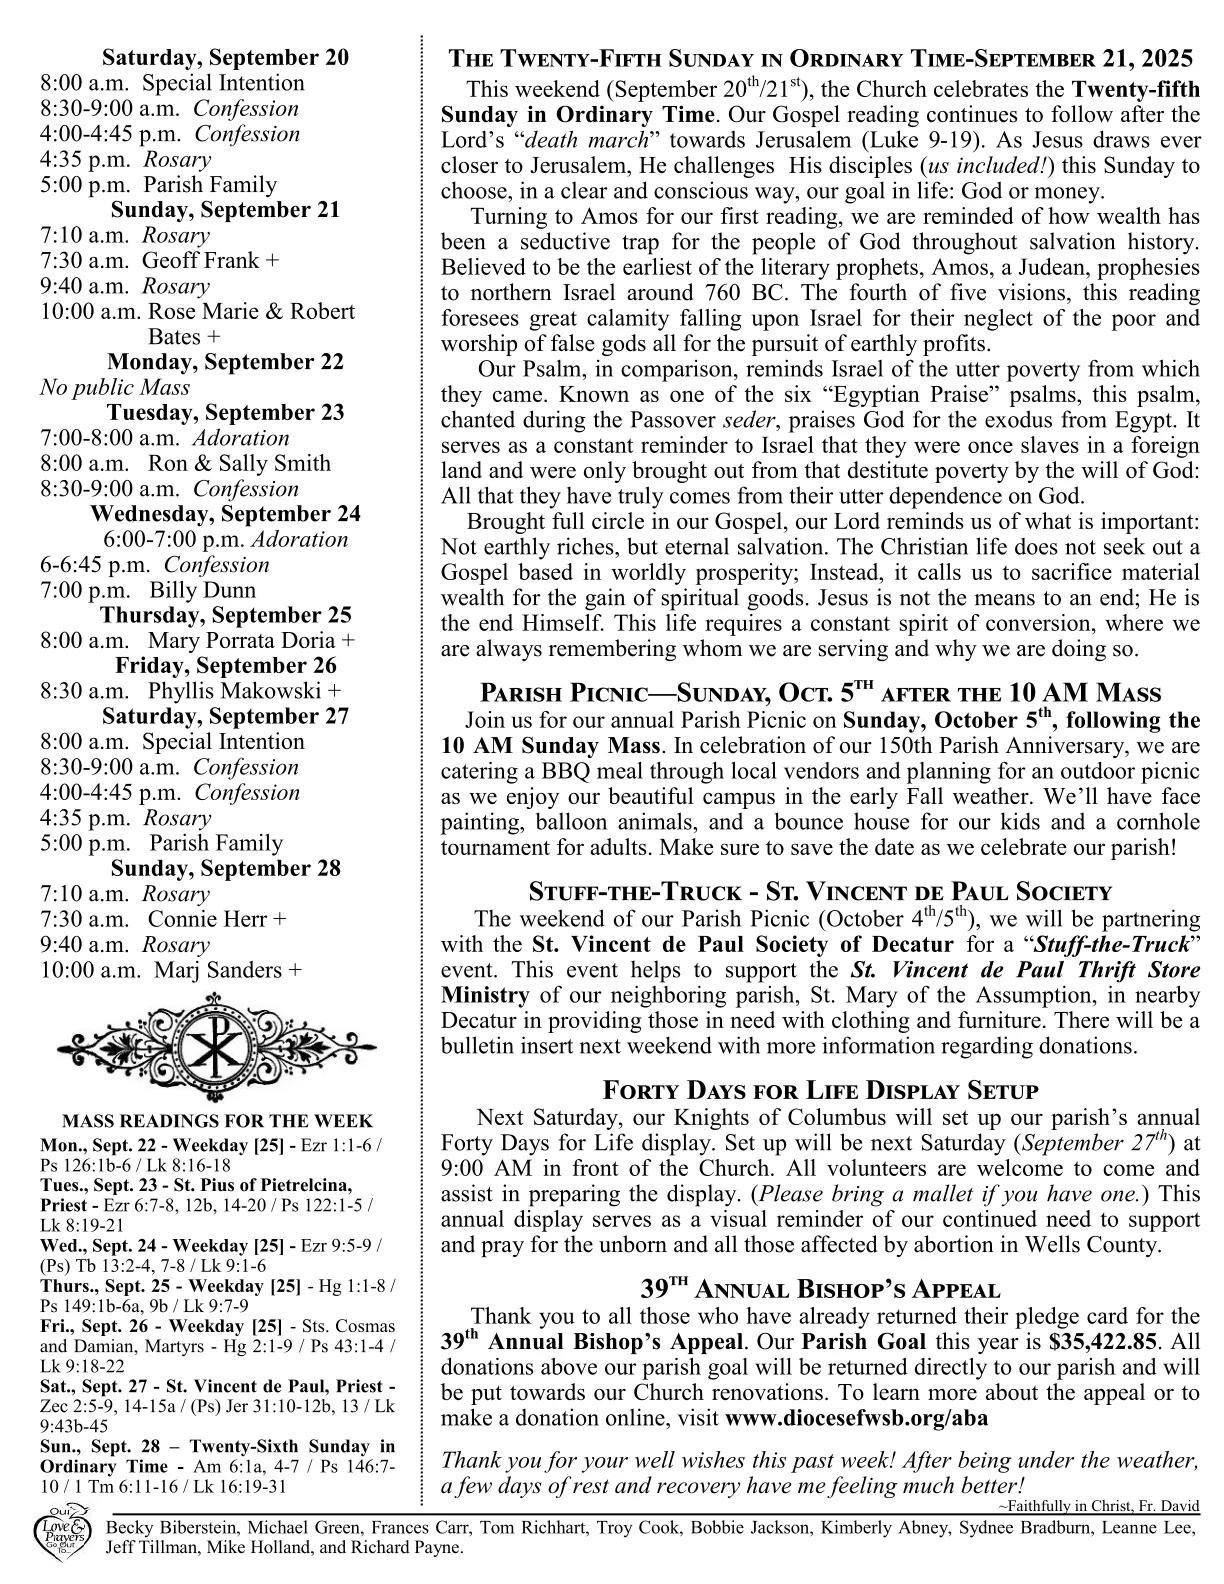 Saturday, September 20
8:00 a.m. Special Intention
8:30-9:00 a.m. Confession
4:00-4:45 p.m. Confession
4:35 p.m. Rosary
5:00 p.m. Parish Family
Sunday, September 21
7:10 a.m. Rosary
7:30 a.m. Geoff Frank +
9:40 a.m. Rosary
10:00 a.m. Rose Marie & Robert
Bates +
Monday, September 22
No public Mass
Tuesday, September 23
7:00-8:00 a.m. Adoration
8:00 a.m. Ron & Sally Smith
8:30-9:00 a.m. Confession
Wednesday, September 24
6:00-7:00 p.m. Adoration
6-6:45 p.m. Confession
7:00 p.m. Billy Dunn
Thursday, September 25
8:00 a.m. Mary Porrata Doria +
Friday, September 26
8:30 a.m. Phyllis Makowski +
Saturday, September 27
8:00 a.m. Special Intention
8:30-9:00 a.m. Confession
4:00-4:45 p.m. Confession
4:35 p.m. Rosary
5:00 p.m. Parish Family
Sunday, September 28
7:10 a.m. Rosary
7:30 a.m. Connie Herr +
9:40 a.m. Rosary
10:00 a.m. Marj Sanders +
MASS READINGS FOR THE WEEK
Mon., Sept. 22 - Weekday [25] - Ezr 1:1-6 /
Ps 126:1b-6 / Lk 8:16-18
Tues., Sept. 23 - St. Pius of Pietrelcina,
Priest - Ezr 6:7-8, 12b, 14-20 / Ps 122:1-5 /
Lk 8:19-21
Wed., Sept. 24 - Weekday [25] - Ezr 9:5-9 /
(Ps) Tb 13:2-4, 7-8 / Lk 9:1-6
Thurs., Sept. 25 - Weekday [25] - Hg 1:1-8 /
Ps 149:1b-6a, 9b / Lk 9:7-9
Fri., Sept. 26 - Weekday [25] - Sts. Cosmas
and Damian, Martyrs - Hg 2:1-9 / Ps 43:1-4 /
Lk 9:18-22
Sat., Sept. 27 - St. Vincent de Paul, Priest -
Zec 2:5-9, 14-15a / (Ps) Jer 31:10-12b, 13 / Lk
9:43b-45
Sun., Sept. 28 – Twenty-Sixth Sunday in
Ordinary Time - Am 6:1a, 4-7 / Ps 146:7-
10 / 1 Tm 6:11-16 / Lk 16:19-31
The Twenty-Fifth Sunday in Ordinary Time-September 21, 2025
This weekend (September 20th/21st), the Church celebrates the Twenty-fifth
Sunday in Ordinary Time. Our Gospel reading continues to follow after the
Lord’s “death march” towards Jerusalem (Luke 9-19). As Jesus draws ever
closer to Jerusalem, He challenges His disciples (us included!) this Sunday to
choose, in a clear and conscious way, our goal in life: God or money.
Turning to Amos for our first reading, we are reminded of how wealth has
been a seductive trap for the people of God throughout salvation history.
Believed to be the earliest of the literary prophets, Amos, a Judean, prophesies
to northern Israel around 760 BC. The fourth of five visions, this reading
foresees great calamity falling upon Israel for their neglect of the poor and
worship of false gods all for the pursuit of earthly profits.
Our Psalm, in comparison, reminds Israel of the utter poverty from which
they came. Known as one of the six “Egyptian Praise” psalms, this psalm,
chanted during the Passover seder, praises God for the exodus from Egypt. It
serves as a constant reminder to Israel that they were once slaves in a foreign
land and were only brought out from that destitute poverty by the will of God:
All that they have truly comes from their utter dependence on God.
Brought full circle in our Gospel, our Lord reminds us of what is important:
Not earthly riches, but eternal salvation. The Christian life does not seek out a
Gospel based in worldly prosperity; Instead, it calls us to sacrifice material
wealth for the gain of spiritual goods. Jesus is not the means to an end; He is
the end Himself. This life requires a constant spirit of conversion, where we
are always remembering whom we are serving and why we are doing so.
Parish Picnic—Sunday, Oct. 5th after the 10 AM Mass
Join us for our annual Parish Picnic on Sunday, October 5th, following the
10 AM Sunday Mass. In celebration of our 150th Parish Anniversary, we are
catering a BBQ meal through local vendors and planning for an outdoor picnic
as we enjoy our beautiful campus in the early Fall weather. We’ll have face
painting, balloon animals, and a bounce house for our kids and a cornhole
tournament for adults. Make sure to save the date as we celebrate our parish!
Stuff-the-Truck - St. Vincent de Paul Society
The weekend of our Parish Picnic (October 4th/5th), we will be partnering
with the St. Vincent de Paul Society of Decatur for a “Stuff-the-Truck”
event. This event helps to support the St. Vincent de Paul Thrift Store
Ministry of our neighboring parish, St. Mary of the Assumption, in nearby
Decatur in providing those in need with clothing and furniture. There will be a
bulletin insert next weekend with more information regarding donations.
Forty Days for Life Display Setup
Next Saturday, our Knights of Columbus will set up our parish’s annual
Forty Days for Life display. Set up will be next Saturday (September 27th) at
9:00 AM in front of the Church. All volunteers are welcome to come and
assist in preparing the display. (Please bring a mallet if you have one.) This
annual display serves as a visual reminder of our continued need to support
and pray for the unborn and all those affected by abortion in Wells County.
39th Annual Bishop’s Appeal
Thank you to all those who have already returned their pledge card for the
39th Annual Bishop’s Appeal. Our Parish Goal this year is $35,422.85. All
donations above our parish goal will be returned directly to our parish and will
be put towards our Church renovations. To learn more about the appeal or to
make a donation online, visit www.diocesefwsb.org/aba
Thank you for your well wishes this past week! After being under the weather,
a few days of rest and recovery have me feeling much better!
~Faithfully in Christ, Fr. David
Our
Love &
Prayers
Go Out
To...
Becky Biberstein, Michael Green, Frances Carr, Tom Richhart, Troy Cook, Bobbie Jackson, Kimberly Abney, Sydnee Bradburn, Leanne Lee,
Jeff Tillman, Mike Holland, and Richard Payne.